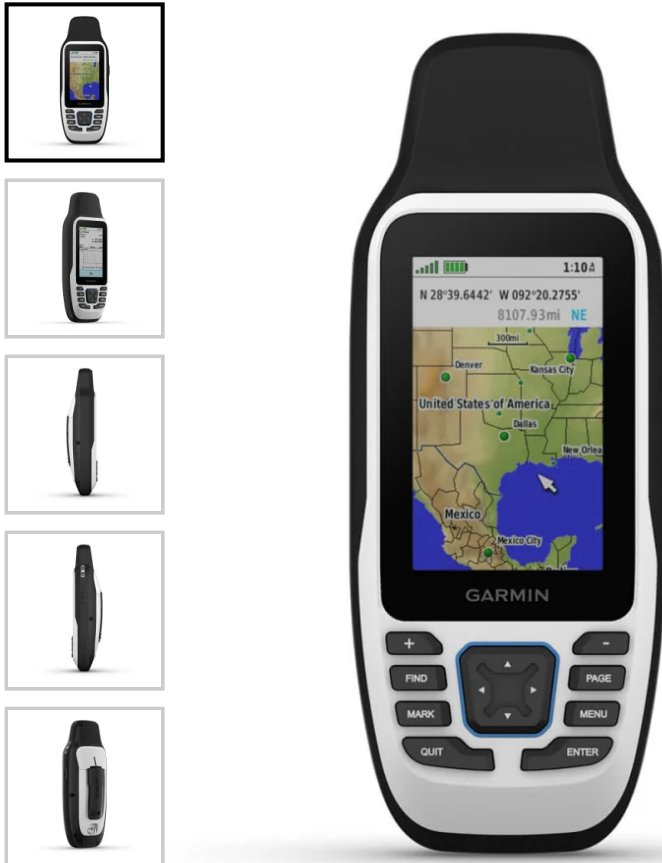 1:10 A M
N 28°39.6442' W 092°20.2755'
8107.93mi NE
300mi
Denver
Kansas City
United States of America
Dallas
New Orlea
Mexico
Mexico City
GARMIN
+ -
FIND PAGE
MARK MENU
QUIT ENTER